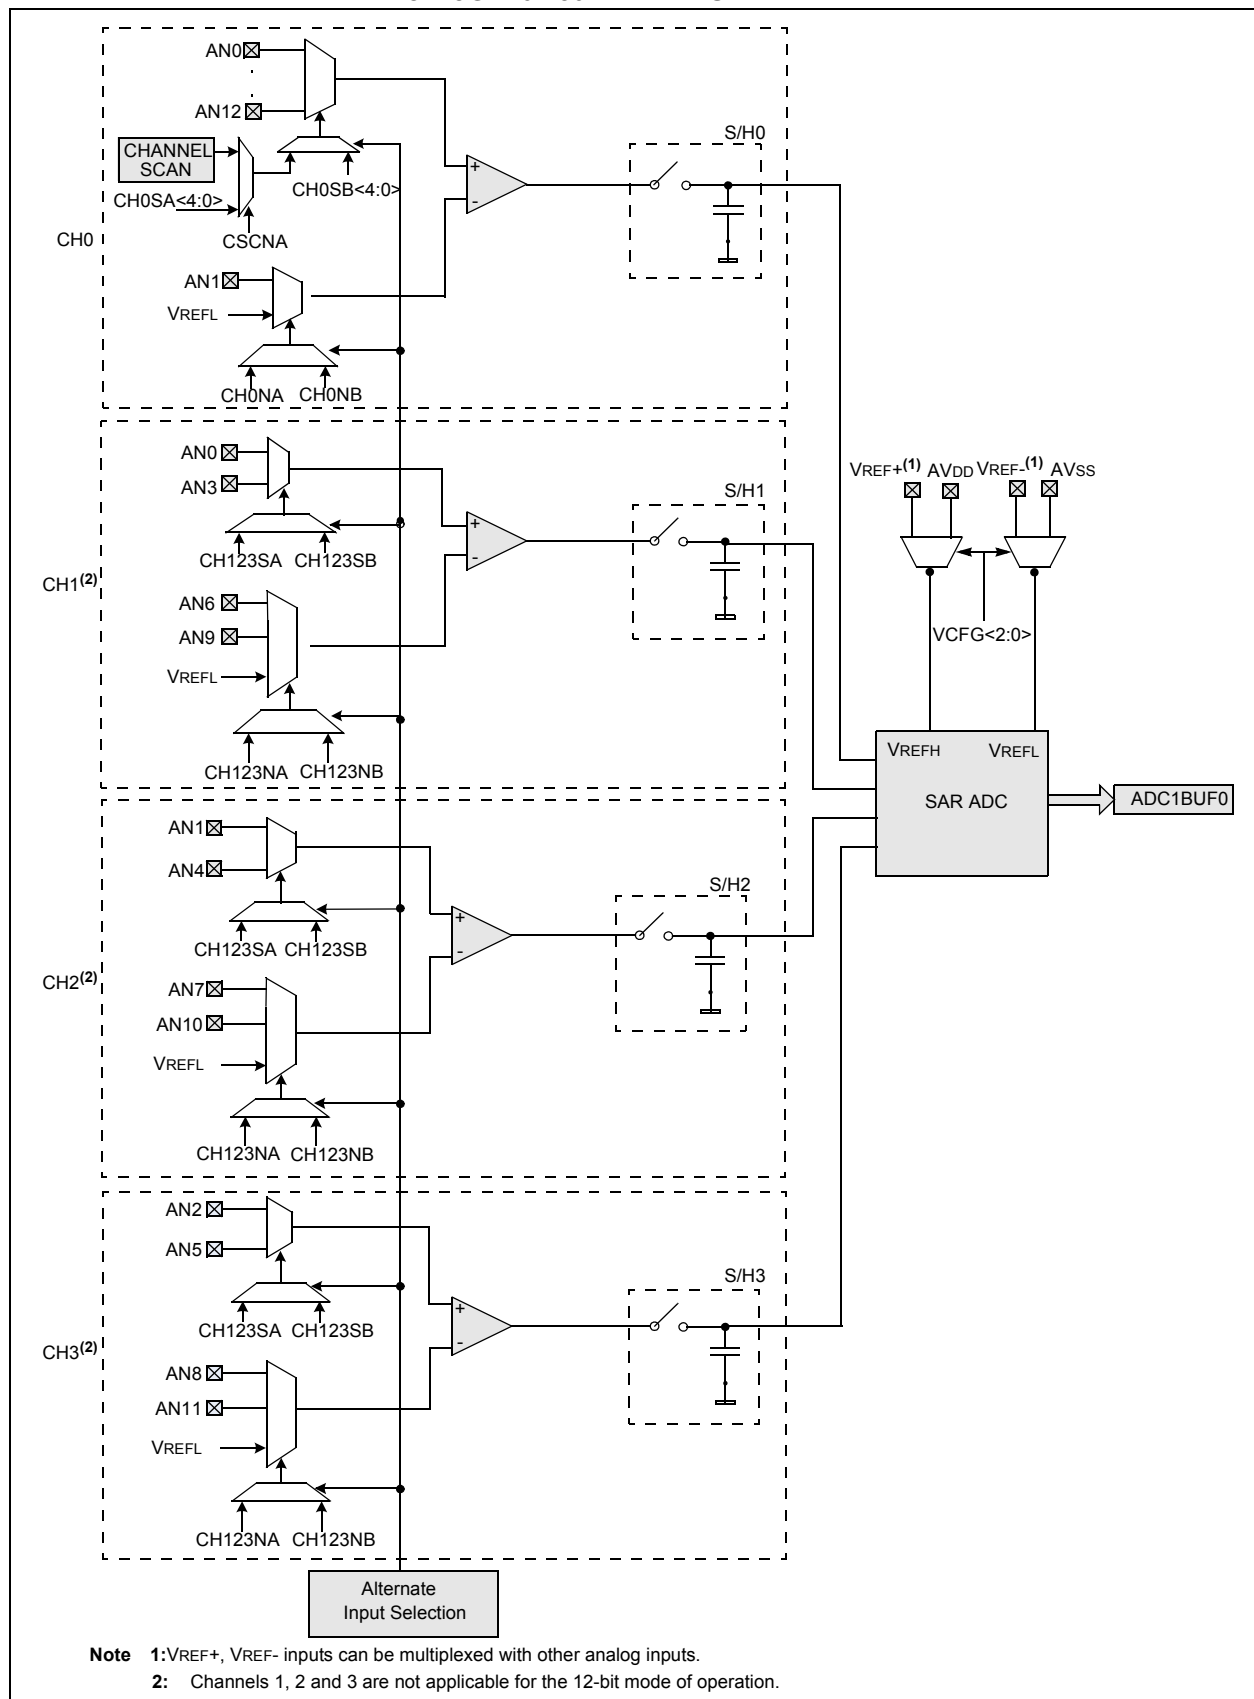 AN0
AN12
CHANNEL
SCAN
CH0SA<4:0>
CH0SB<4:0>
CSCNA
CH0
AN1
VREFL
CH0NA CH0NB
+
-
S/H0
AN0
AN3
CH123SA CH123SB
CH1(2)
AN6
AN9
VREFL
CH123NA CH123NB
+
-
S/H1
VREF+(1) AVDD VREF-(1) AVSS
VCFG<2:0>
VREFH VREFL
SAR ADC
ADC1BUF0
AN1
AN4
CH123SA CH123SB
CH2(2)
AN7
AN10
VREFL
CH123NA CH123NB
+
-
S/H2
AN2
AN5
CH123SA CH123SB
CH3(2)
AN8
AN11
VREFL
CH123NA CH123NB
+
-
S/H3
Alternate
Input Selection
Note 1:VREF+, VREF- inputs can be multiplexed with other analog inputs.
2: Channels 1, 2 and 3 are not applicable for the 12-bit mode of operation.